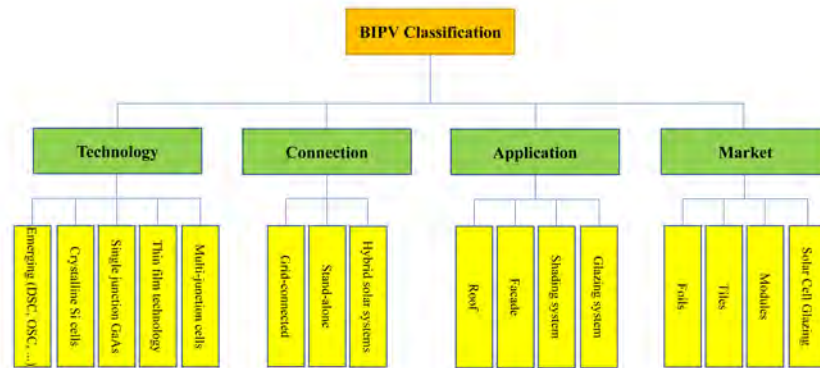 BIPV Classification
Technology
Connection
Application
Market
Emerging (DSC, OSC, ...)
Crystalline Si cells
Single junction GaAs
Thin film technology
Multi-junction cells
Grid-connected
Stand-alone
Hybrid solar systems
Roof
Facade
Shading system
Glazing system
Foils
Tiles
Modules
Solar Cell Glazing